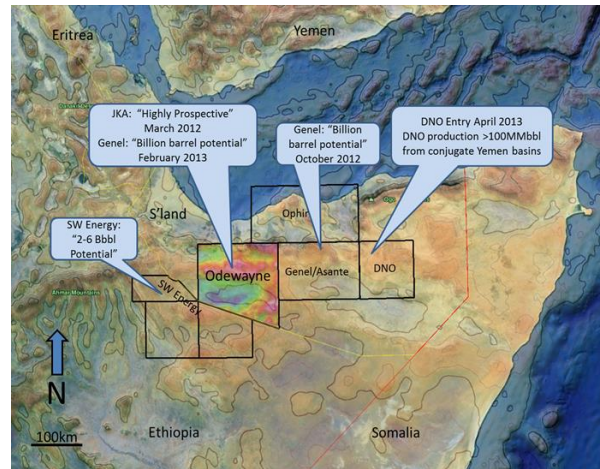 Eritrea
Yemen
JKA: "Highly Prospective"
March 2012
Genel: "Billion barrel potential"
February 2013
Genel: "Billion
barrel potential"
October 2012
DNO Entry April 2013
DNO production >100MMbbl
from conjugate Yemen basins
SW Energy:
"2-6 Bbbl
Potential"
S'land
Ophir
Odewayne
Genel/Asante
DNO
SW Energy
Ahmar Mountains
N
100km
Ethiopia
Somalia